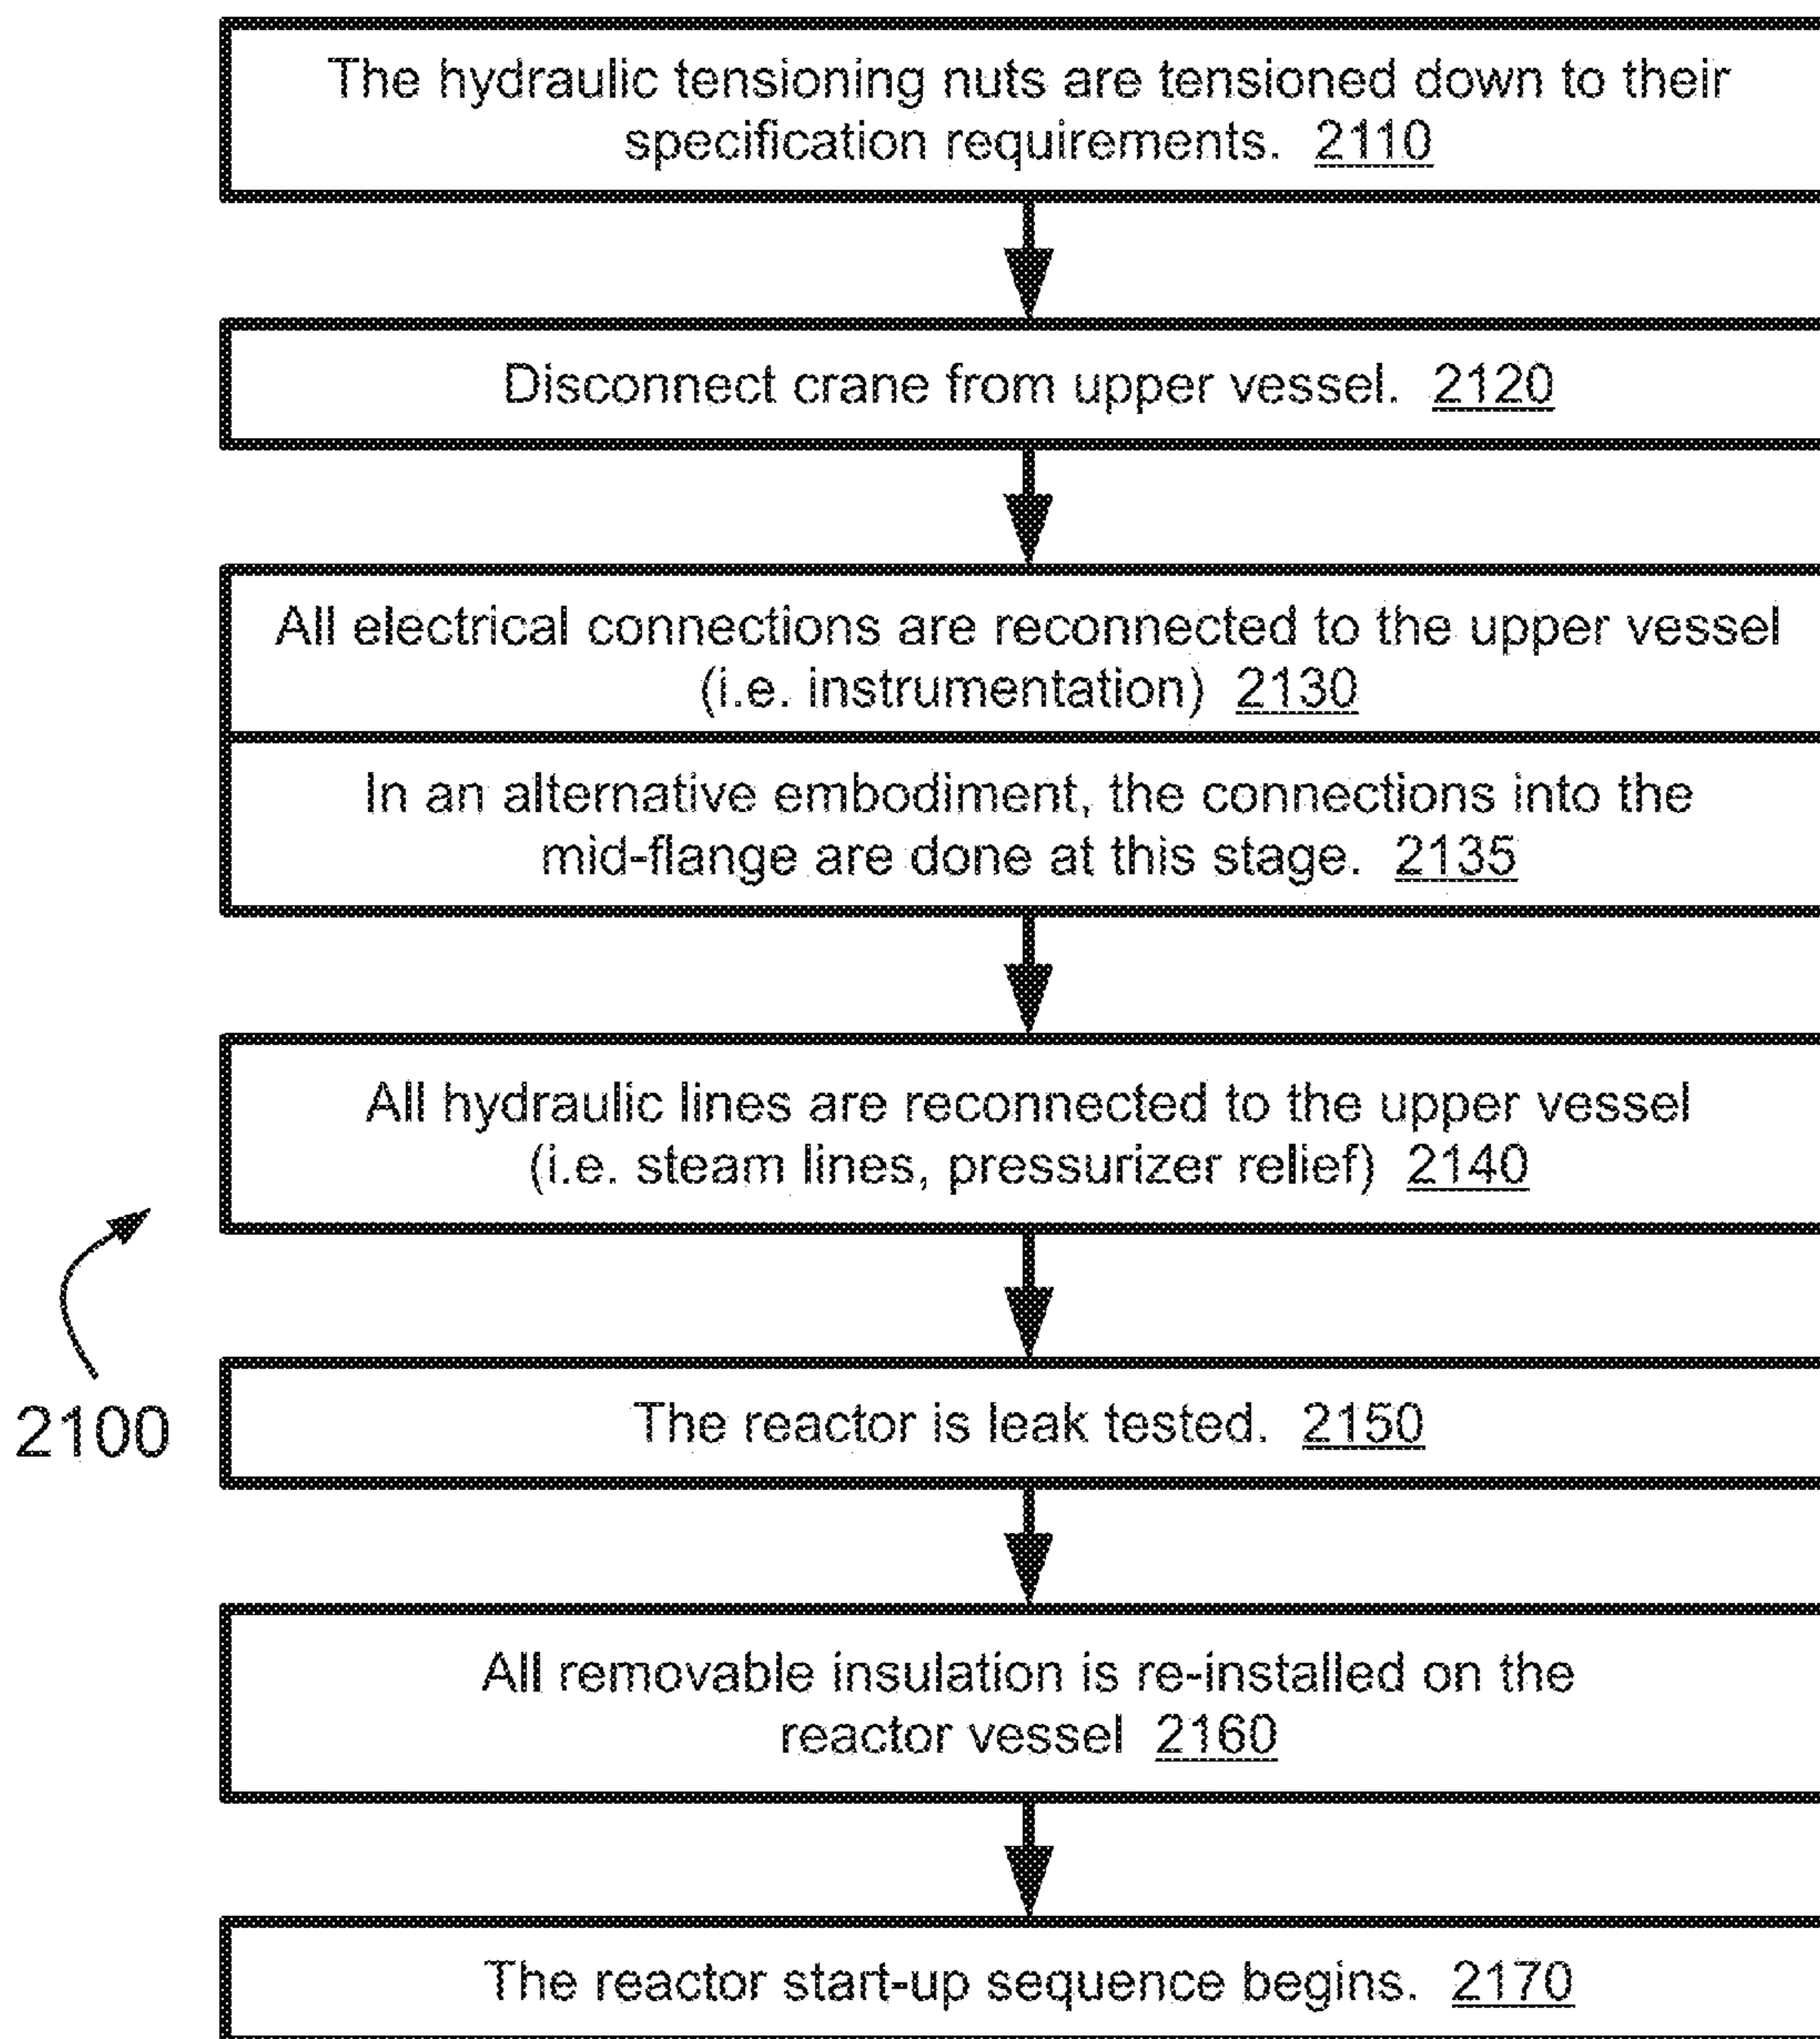 The hydraulic tensioning nuts are tensioned down to their
specification requirements. 2110
Disconnect crane from upper vessel. 2120
All electrical connections are reconnected to the upper vessel
(i.e. instrumentation) 2130
In an alternative embodiment, the connections into the
mid-flange are done at this stage. 2135
All hydraulic lines are reconnected to the upper vessel
(i.e. steam lines, pressurizer relief) 2140
2100
The reactor is leak tested. 2150
All removable insulation is re-installed on the
reactor vessel 2160
The reactor start-up sequence begins. 2170